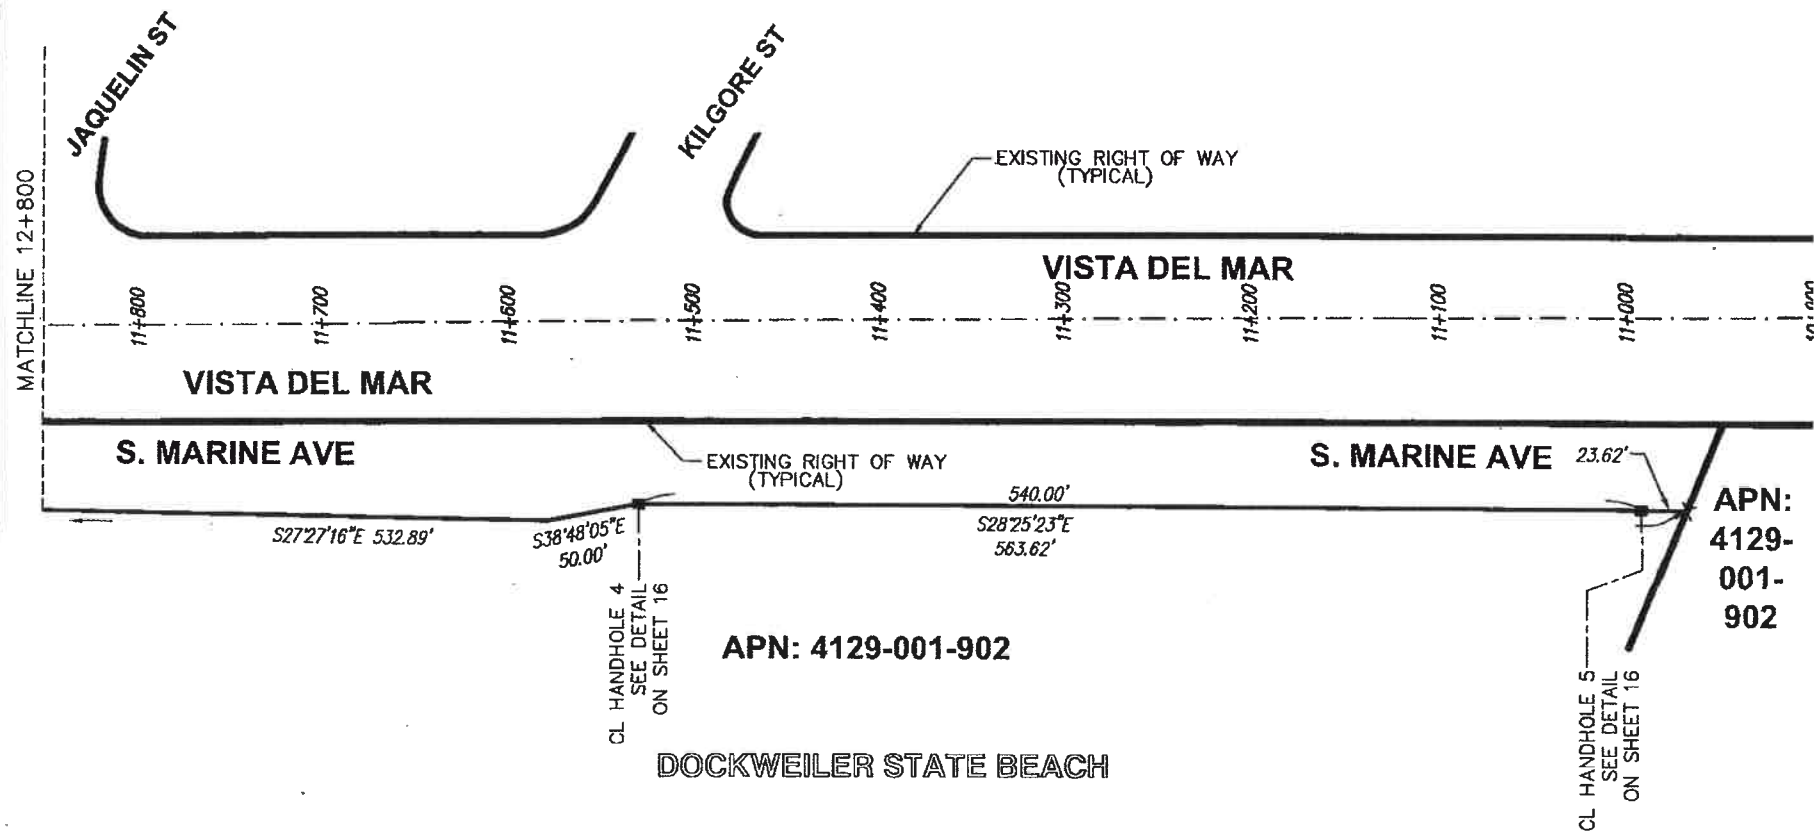 JAQUELIN ST
KILGORE ST
EXISTING RIGHT OF WAY
(TYPICAL)
MATCHLINE 12+800
VISTA DEL MAR
11+800
11+700
11+600
11+500
11+400
11+300
11+200
11+100
11+000
VISTA DEL MAR
S. MARINE AVE
EXISTING RIGHT OF WAY
(TYPICAL)
S. MARINE AVE
23.62'
540.00'
S27°27'16"E 532.89'
S38°48'05"E
50.00'
S28°25'23"E
563.62'
APN:
4129-
001-
902
CL HANDHOLE 4
SEE DETAIL
ON SHEET 16
APN: 4129-001-902
CL HANDHOLE 5
SEE DETAIL
ON SHEET 16
DOCKWEILER STATE BEACH